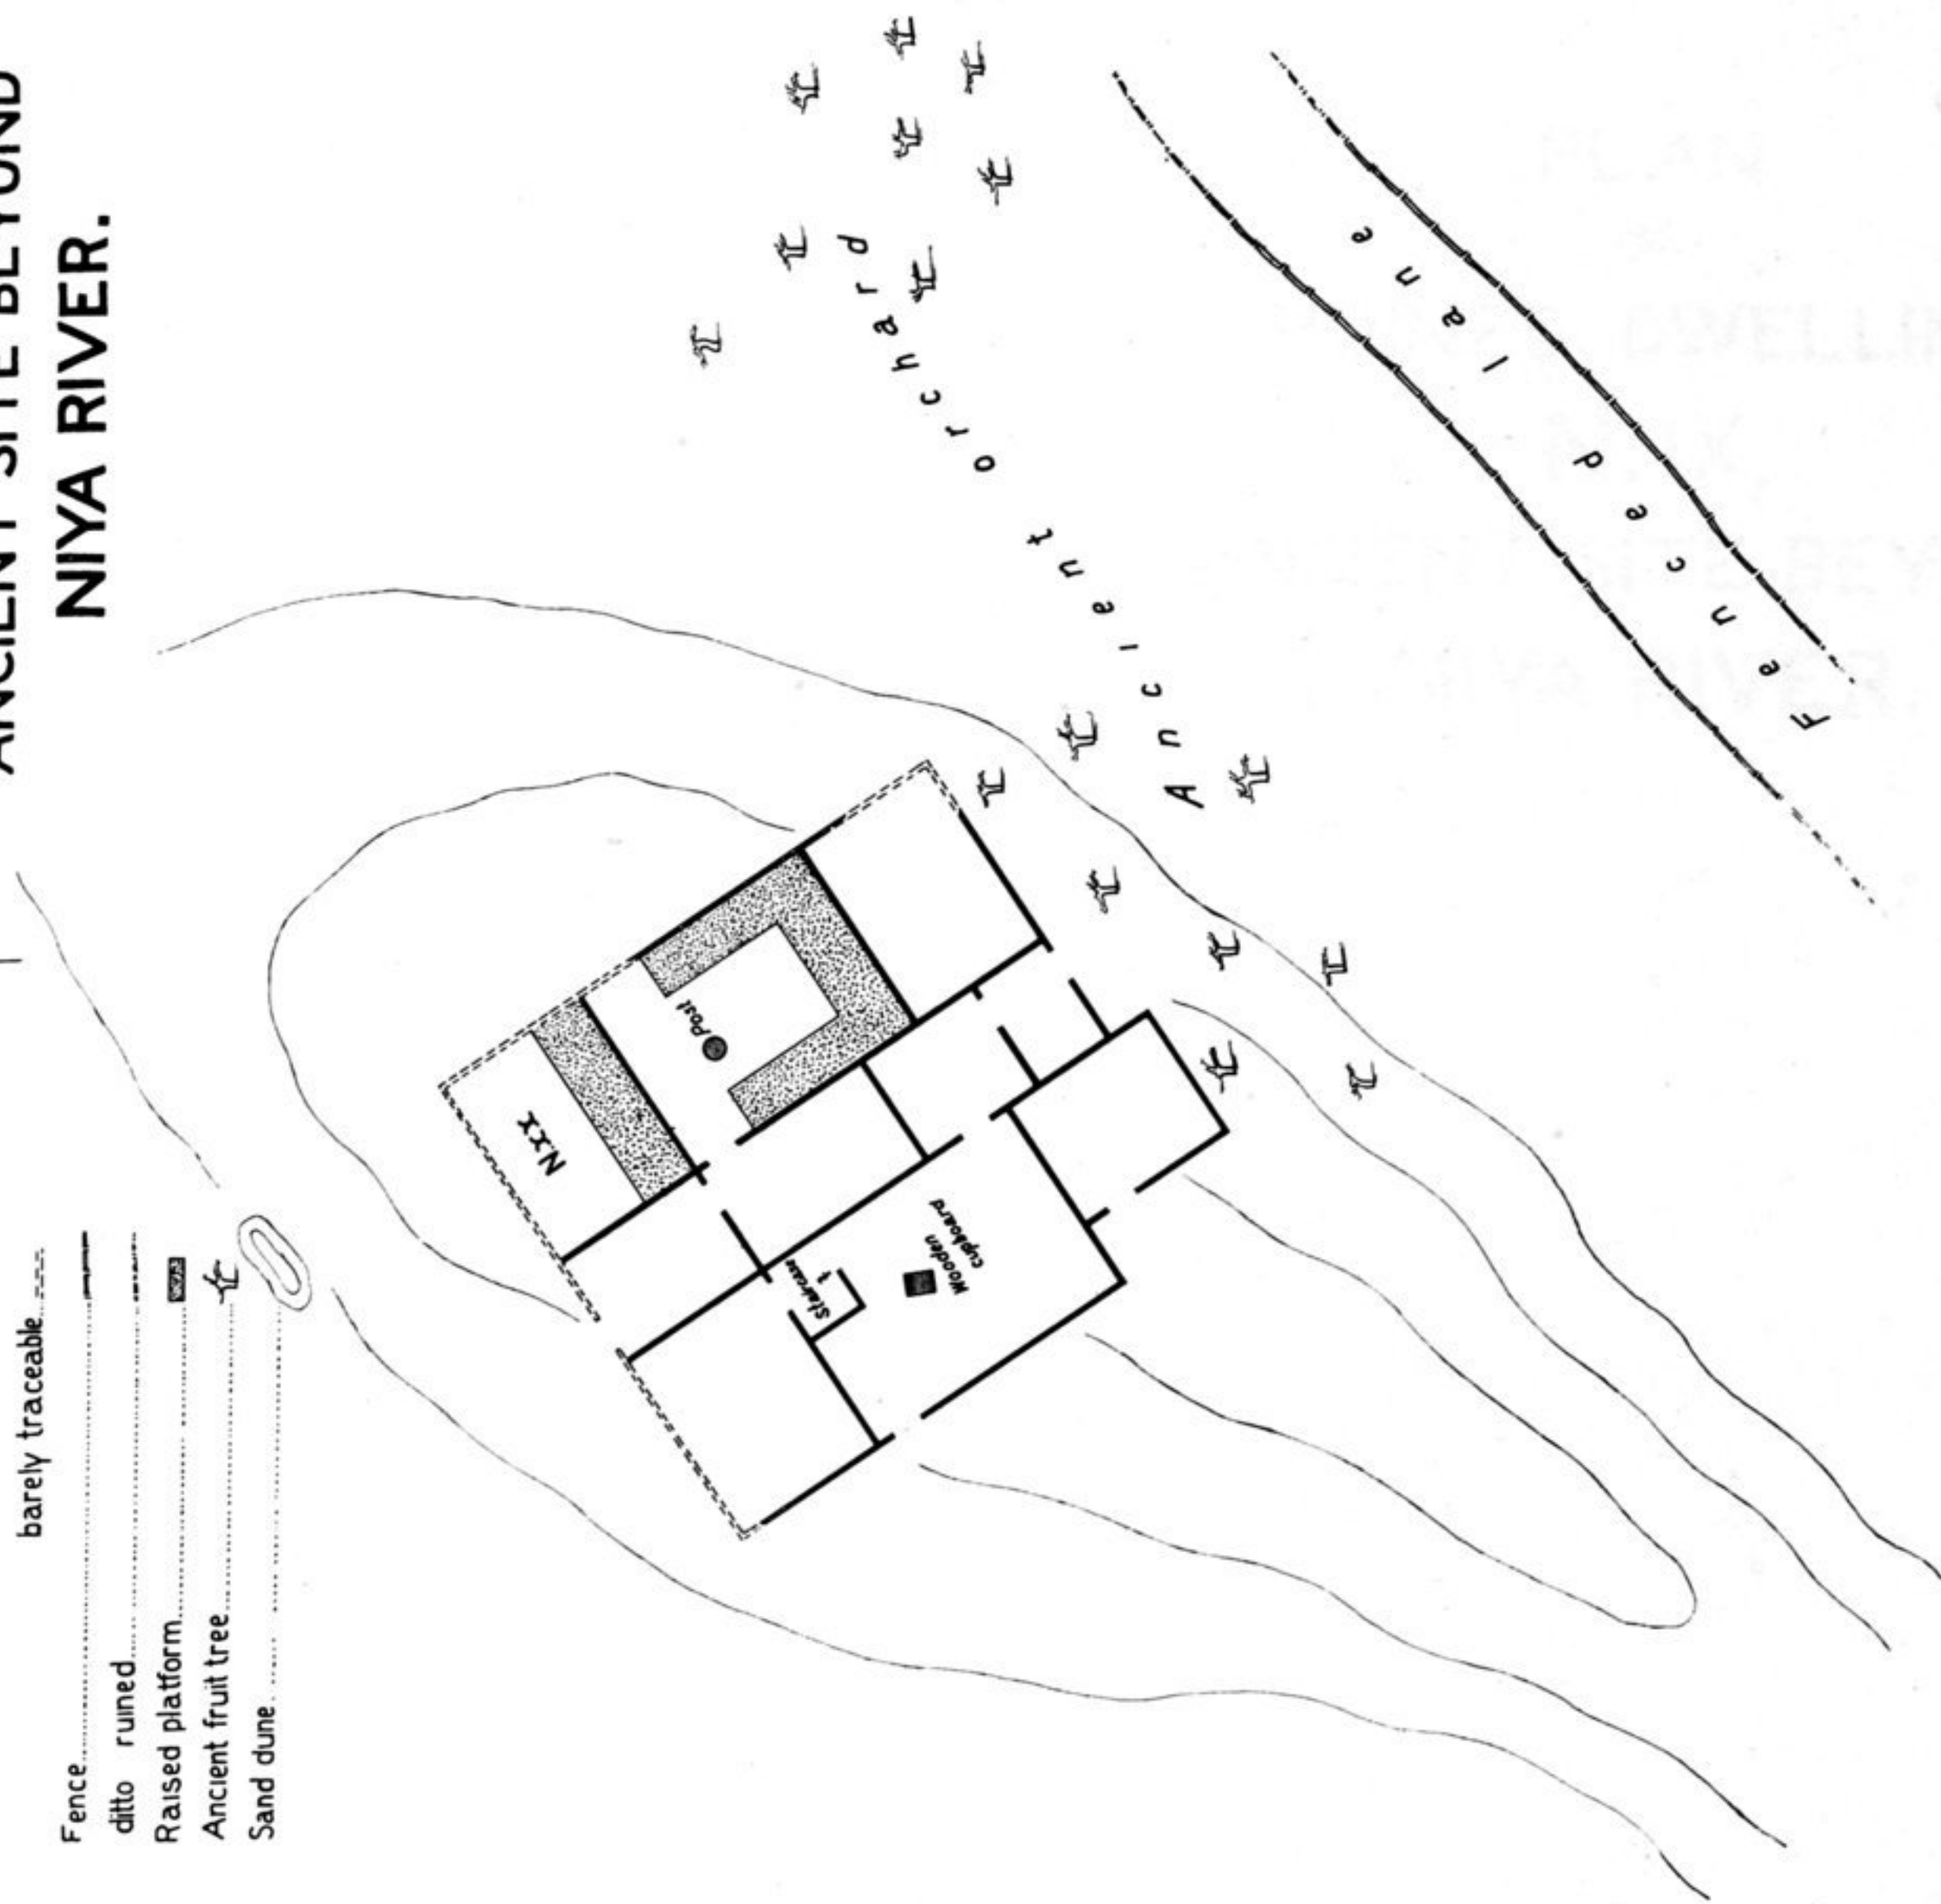 ANCIENT SITE BEYOND
NIYA RIVER.
barely traceable
Fence
ditto ruined
Raised platform
Ancient fruit tree
Sand dune
N.XX
Post
Staircase
Wooden
cupboard
Ancient orchard
Fenced lane